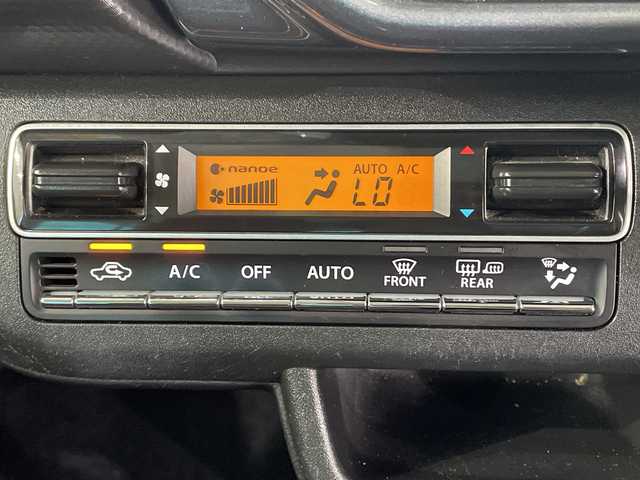 nanoe AUTO A/C
LO
A/C OFF AUTO FRONT REAR